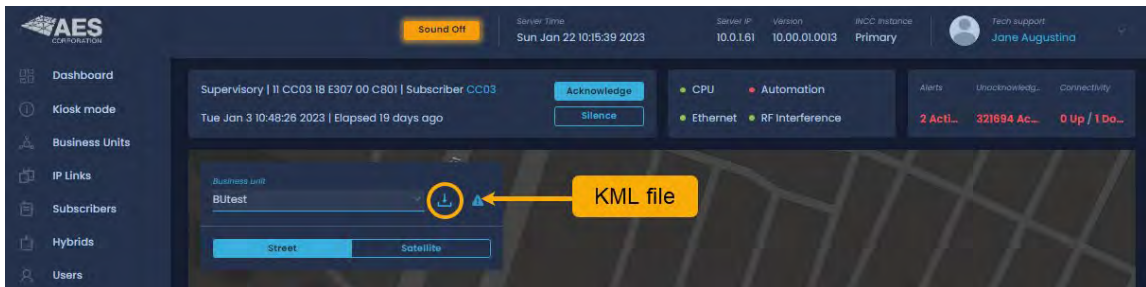 AES
CORPORATION
Sound Off
Server Time
Sun Jan 22 10:15:39 2023
Server IP
10.0.1.61
Version
10.00.01.0013
INCC Instance
Primary
Tech support
Jane Augustina
Dashboard
Kiosk mode
Business Units
IP Links
Subscribers
Hybrids
Users
Supervisory | 11 CC03 18 E307 00 C801 | Subscriber CC03
Acknowledge
Tue Jan 3 10:48:26 2023 | Elapsed 19 days ago
Silence
CPU
Automation
Ethernet
RF Interference
Alerts
Unacknowledg...
Connectivity
2 Acti...
321694 Ac...
0 Up / 1 Do...
Business unit
BUtest
KML file
Street
Satellite